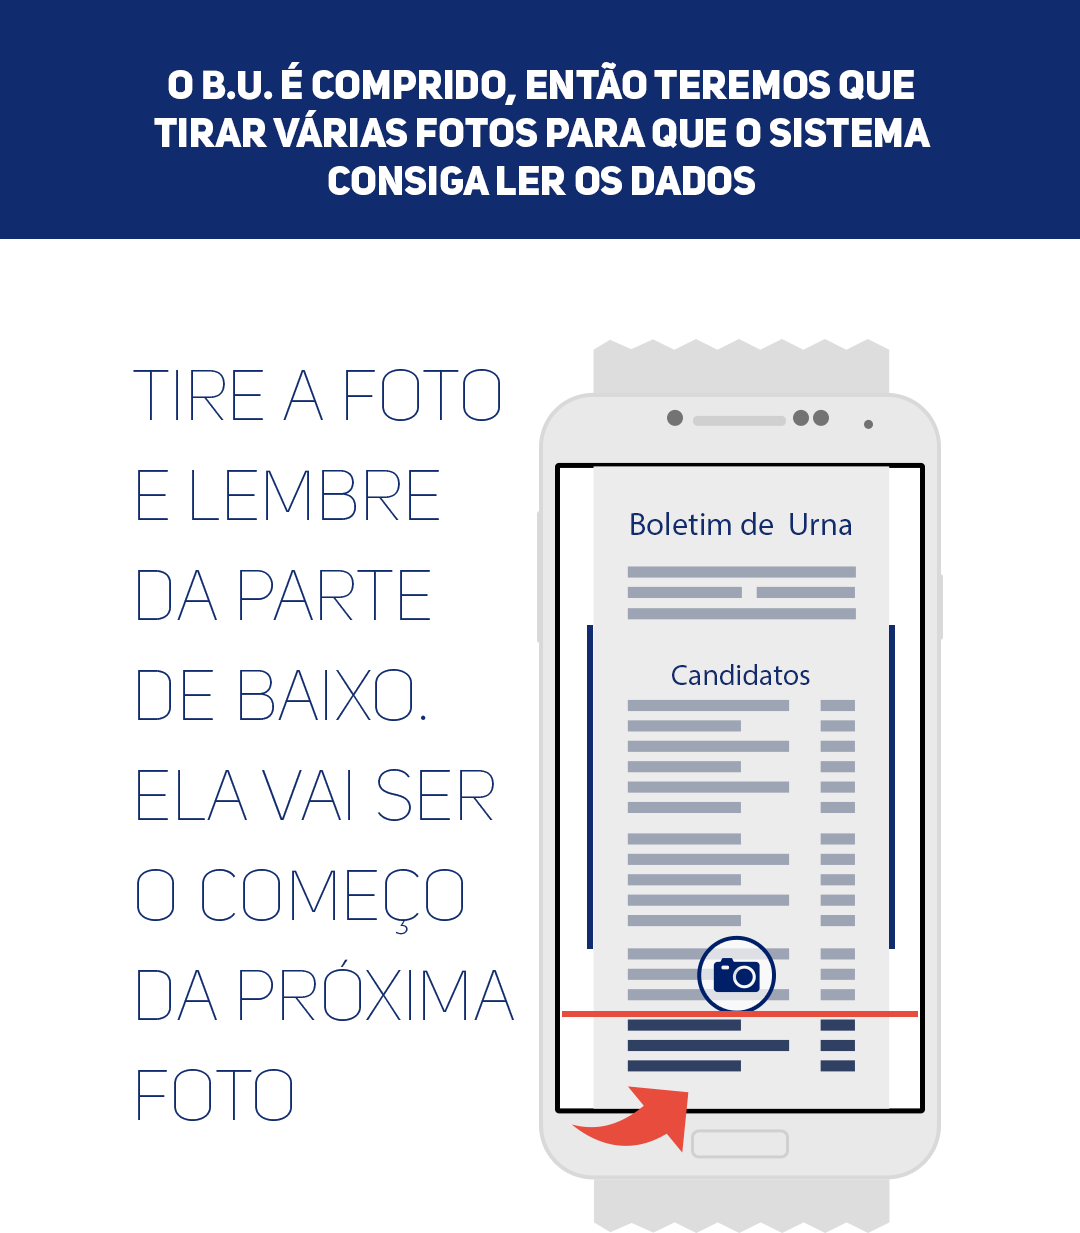 O B.U. É COMPRIDO, ENTÃO TEREMOS QUE
TIRAR VÁRIAS FOTOS PARA QUE O SISTEMA
CONSIGA LER OS DADOS
TIRE A FOTO
E LEMBRE
DA PARTE
DE BAIXO.
ELA VAI SER
O COMEÇO
DA PRÓXIMA
FOTO
Boletim de Urna
Candidatos